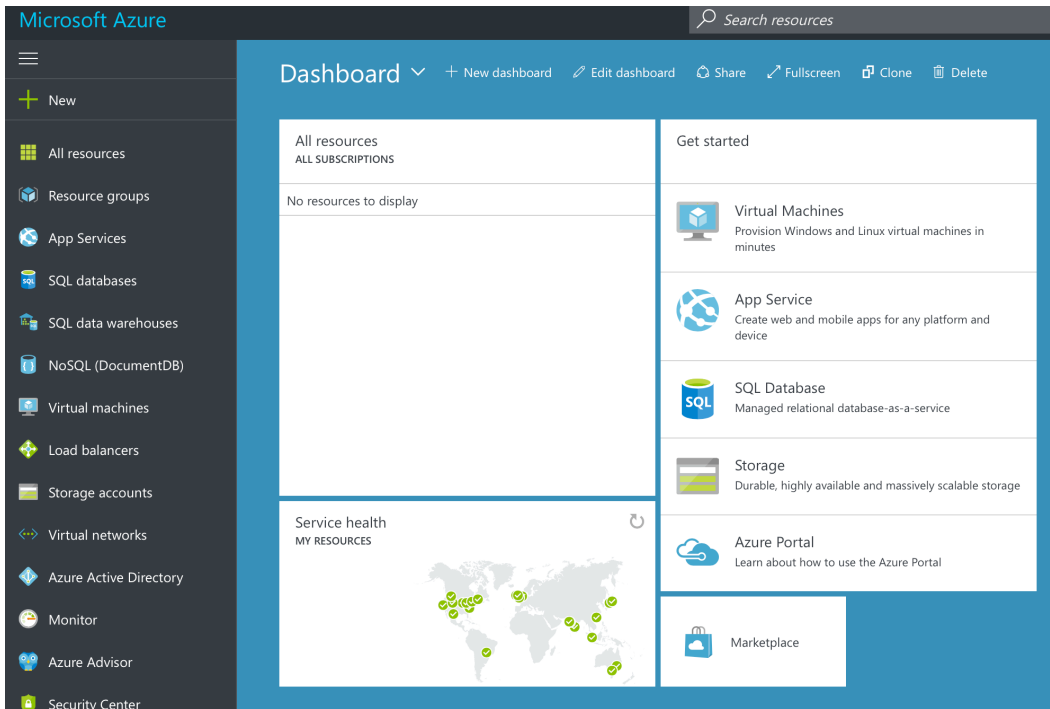 Microsoft Azure
Search resources
New
All resources
Resource groups
App Services
SQL databases
SQL data warehouses
NoSQL (DocumentDB)
Virtual machines
Load balancers
Storage accounts
Virtual networks
Azure Active Directory
Monitor
Azure Advisor
Security Center
Dashboard
New dashboard
Edit dashboard
Share
Fullscreen
Clone
Delete
All resources
ALL SUBSCRIPTIONS
No resources to display
Service health
MY RESOURCES
Get started
Virtual Machines
Provision Windows and Linux virtual machines in
minutes
App Service
Create web and mobile apps for any platform and
device
SQL
SQL Database
Managed relational database-as-a-service
Storage
Durable, highly available and massively scalable storage
Azure Portal
Learn about how to use the Azure Portal
Marketplace